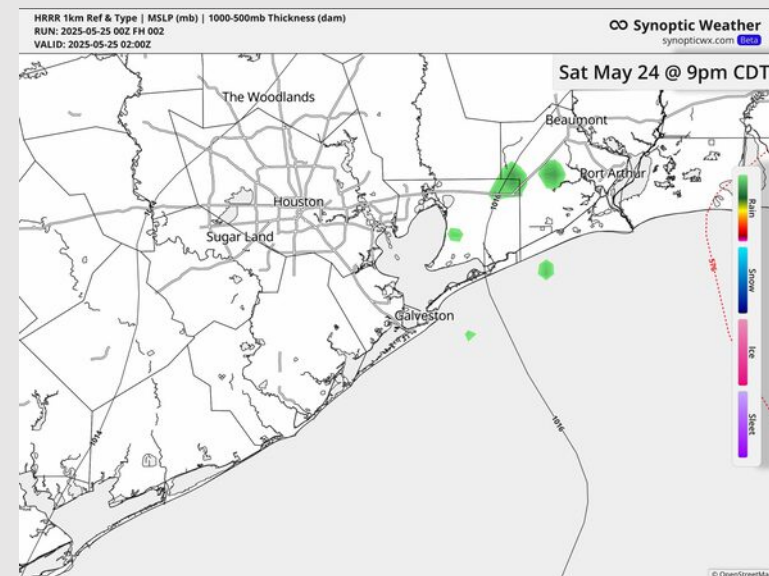 HRRR 1km Ref & Type | MSLP (mb) | 1000-500mb Thickness (dam)
RUN: 2025-05-25 00Z FH 002
VALID: 2025-05-25 02:00Z
Synoptic Weather
synopticwx.com Beta
Sat May 24 @ 9pm CDT
The Woodlands
Beaumont
Port Arthur
Houston
Sugar Land
Galveston
1016
1016
1014
576
Rain
Snow
Ice
Sleet
© OpenStreetMa